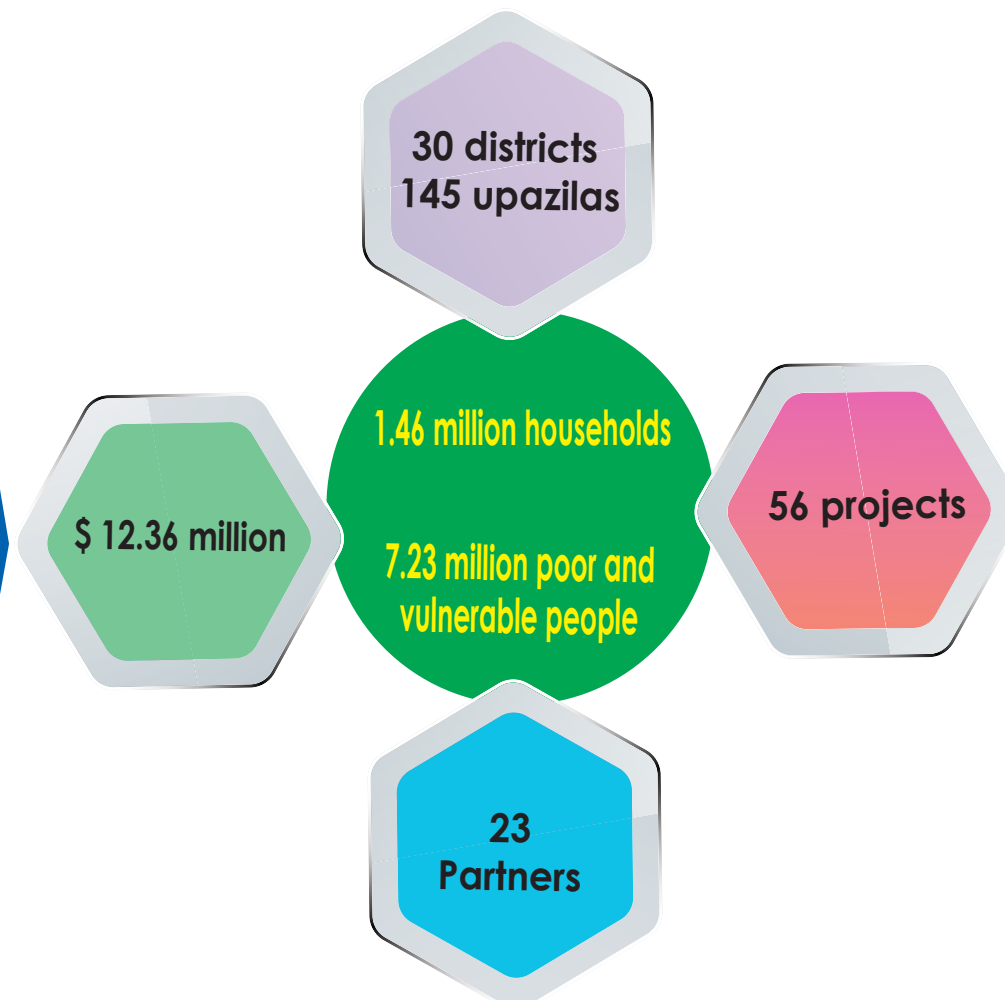 30 districts
145 upazilas
1.46 million households
$ 12.36 million
56 projects
7.23 million poor and
vulnerable people
23
Partners